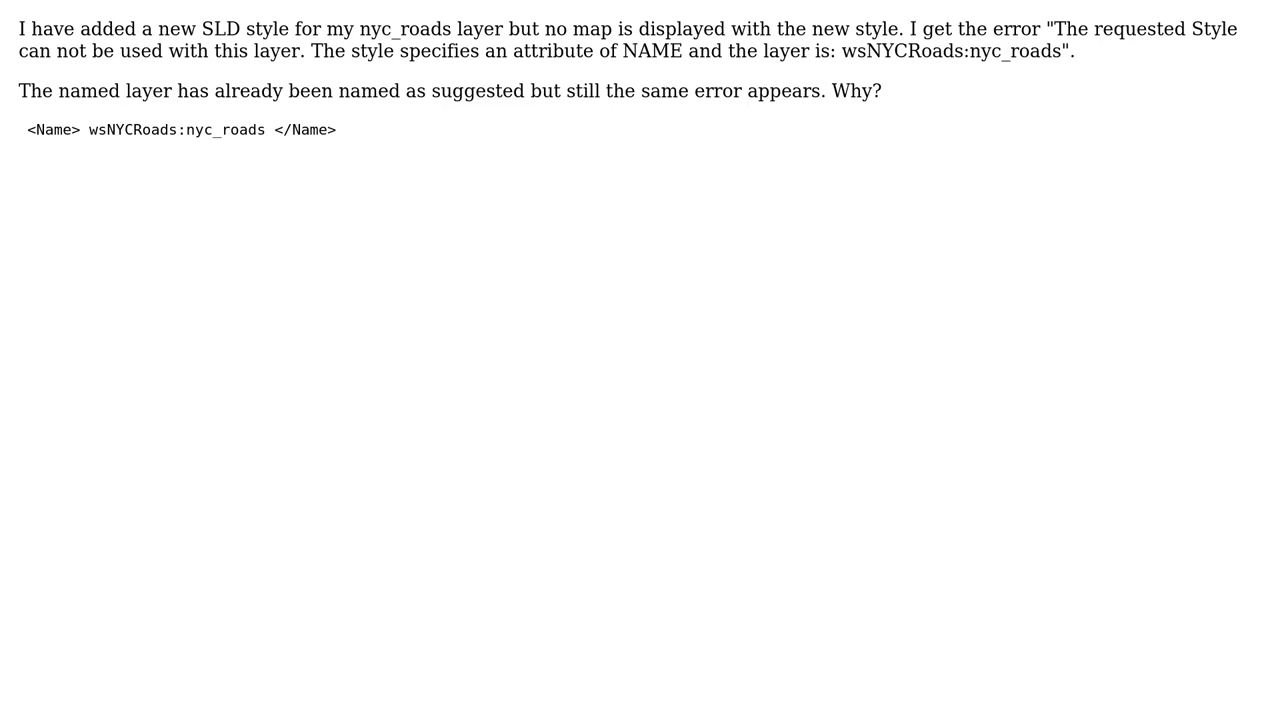 I have added a new SLD style for my nyc_roads layer but no map is displayed with the new style. I get the error "The requested Style
can not be used with this layer. The style specifies an attribute of NAME and the layer is: wsNYCRoads:nyc_roads".
The named layer has already been named as suggested but still the same error appears. Why?
<Name> wsNYCRoads:nyc_roads </Name>